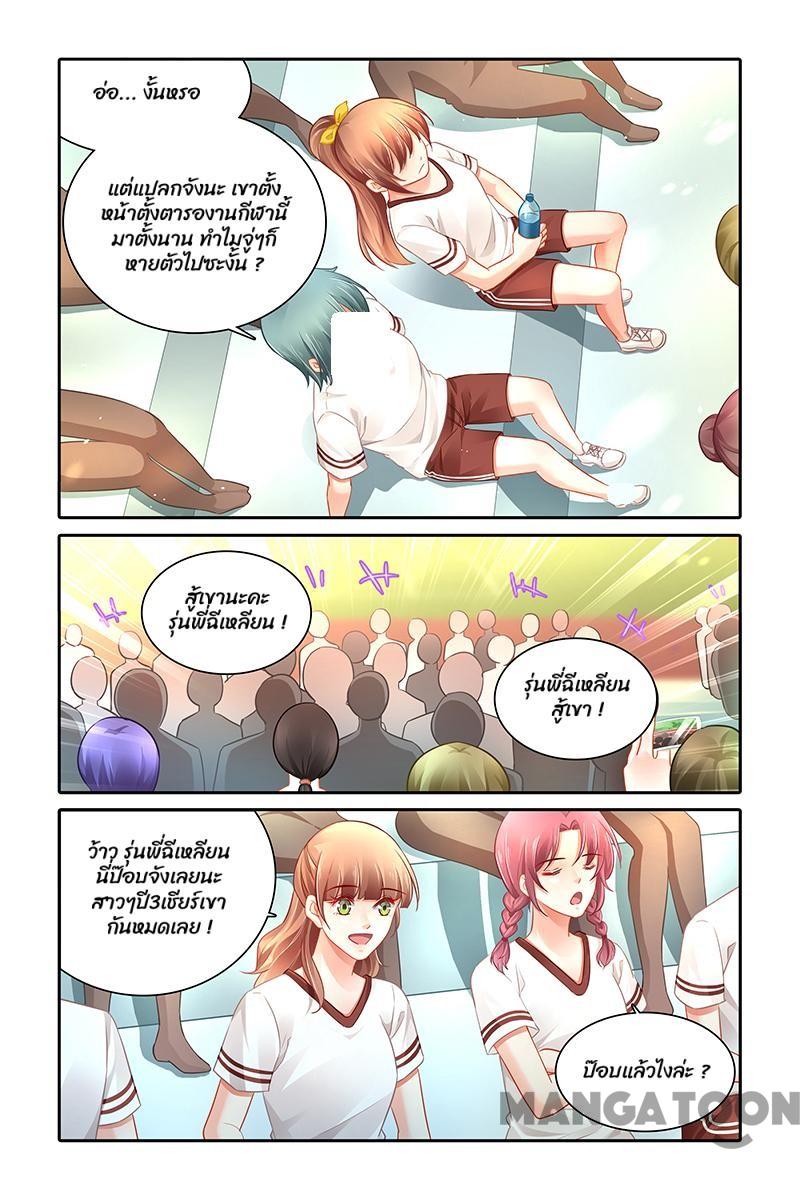 อ่อ... งั้นหรอ
แต่แปลกจังนะ เขาตั้ง
หน้าตั้งตารองานกีฬานี้
มาตั้งนาน ทำไมจู่ๆก็
หายตัวไปซะงั้น ?
สู้เขานะคะ
รุ่นพี่ฉีเหลียน !
รุ่นพี่ฉีเหลียน
สู้เขา !
ว้าว รุ่นพี่ฉีเหลียน
นี่ป๊อบจังเลยนะ
สาวๆปี3เชียร์เขา
กันหมดเลย !
ป๊อบแล้วไงล่ะ ?
MANGATOON